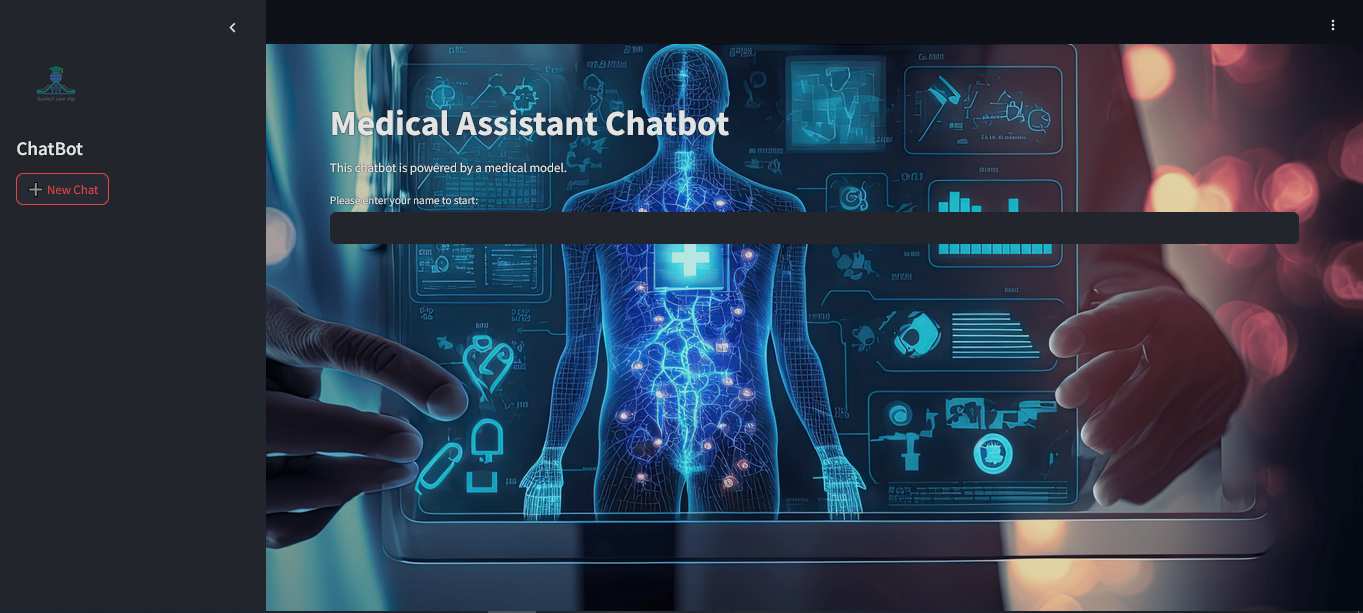 ChatBot
New Chat
Medical Assistant Chatbot
This chatbot is powered by a medical model.
Please enter your name to start: